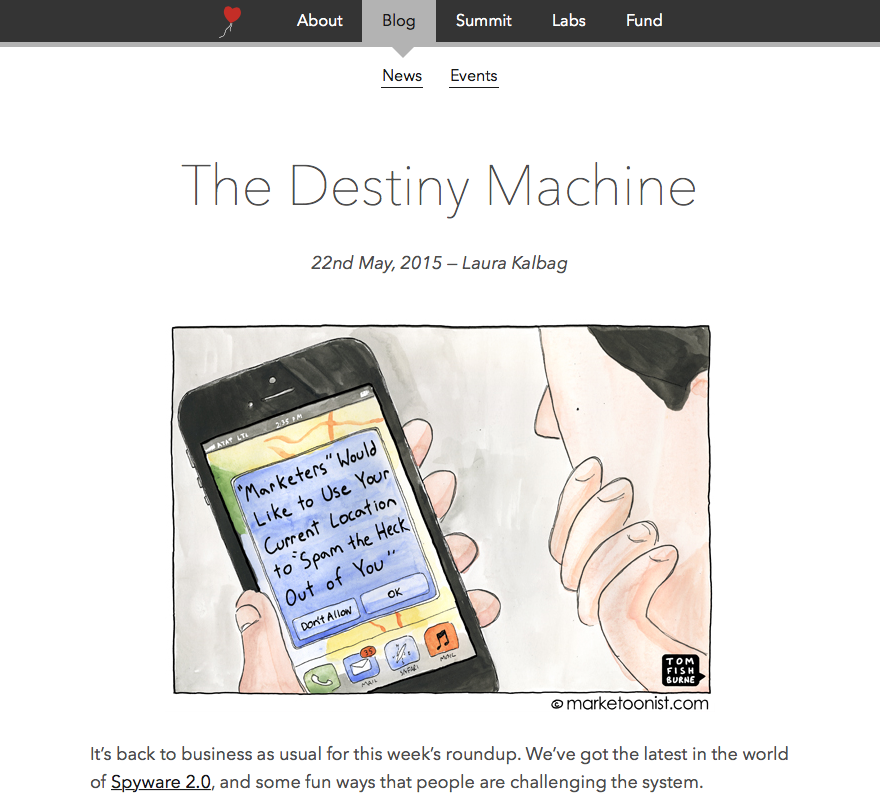 About Blog Summit Labs Fund
News Events
The Destiny Machine
22nd May, 2015 – Laura Kalbag
AT&T LTE 2:35 PM
"Marketers" Would
Like to Use Your
Current Location
to "Spam the Heck
Out of You"
Don't Allow OK
35
MAIL SAFARI MAIL
TOM
FISH
BURNE
© marketoonist.com
It's back to business as usual for this week's roundup. We've got the latest in the world
of Spyware 2.0, and some fun ways that people are challenging the system.